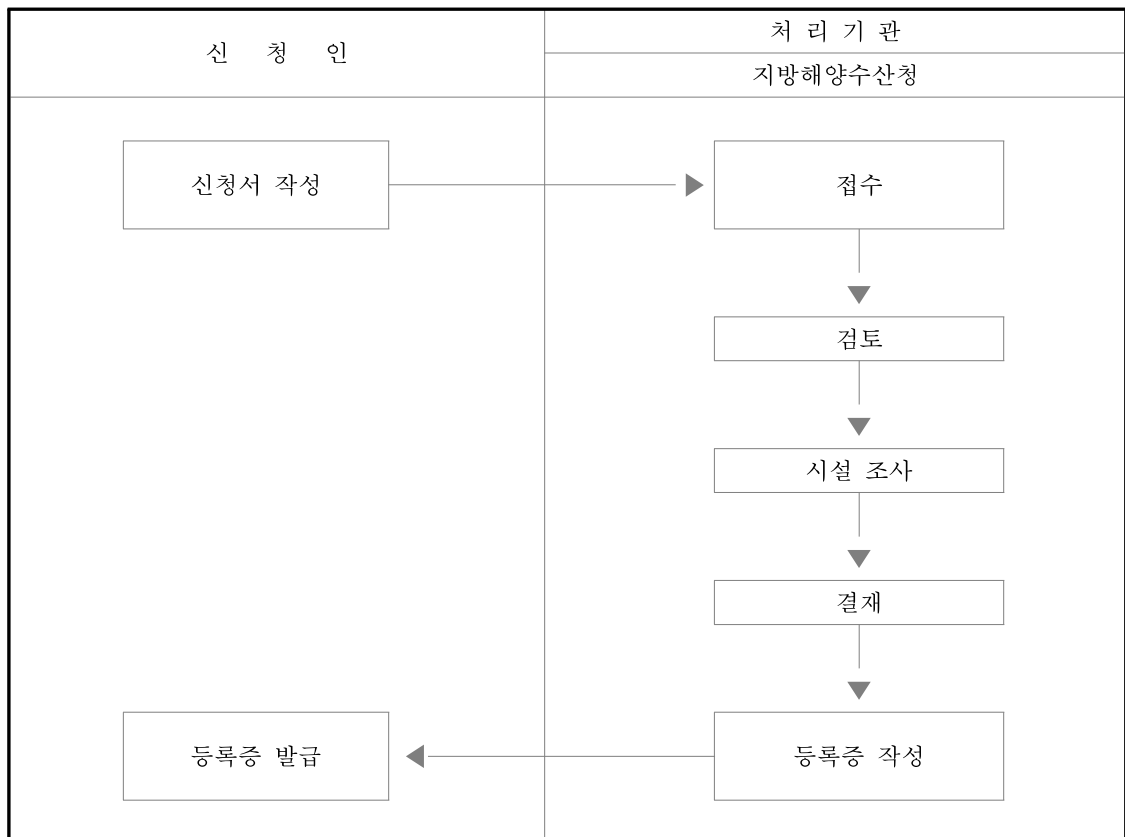 신 청 인
처 리 기 관
지방해양수산청
신청서 작성
접수
검토
시설 조사
결재
등록증 발급
등록증 작성